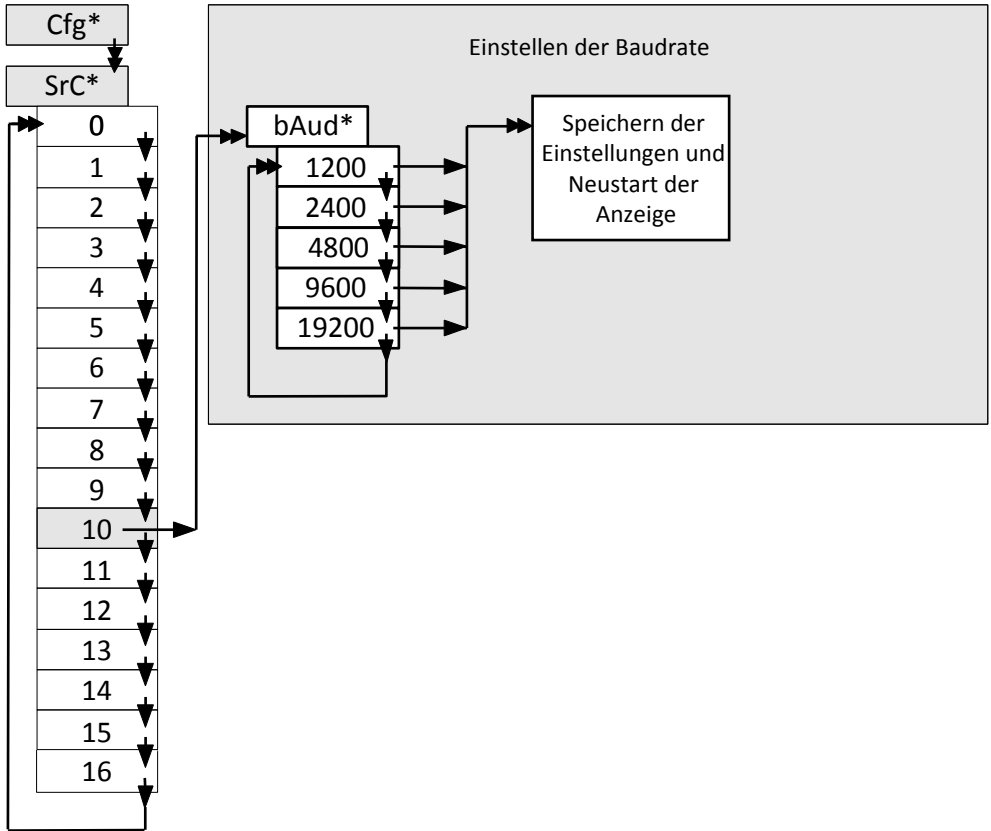 Cfg*
SrC*
0
1
2
3
4
5
6
7
8
9
10
11
12
13
14
15
16
Einstellen der Baudrate
bAud*
1200
2400
4800
9600
19200
Speichern der
Einstellungen und
Neustart der
Anzeige